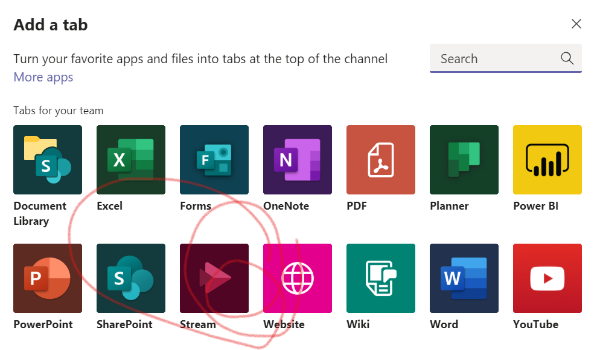 Add a tab
Turn your favorite apps and files into tabs at the top of the channel
More apps
Search
Tabs for your team
Document Library
Excel
Forms
OneNote
PDF
Planner
Power BI
PowerPoint
SharePoint
Stream
Website
Wiki
Word
YouTube